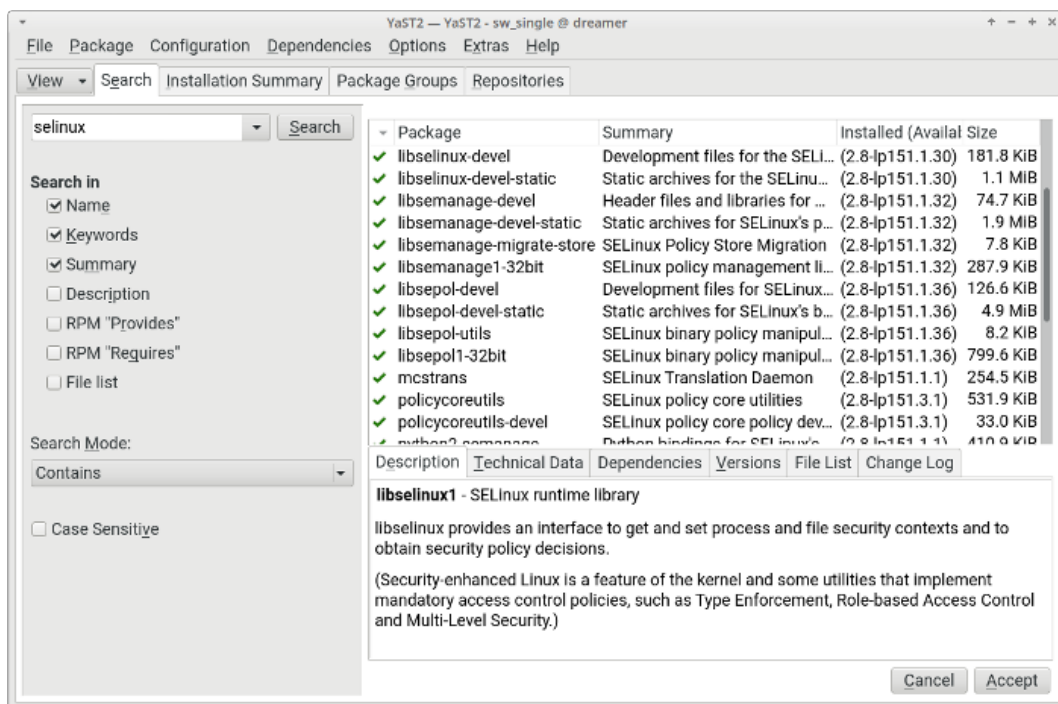 YaST2 — YaST2 - sw_single @ dreamer
File Package Configuration Dependencies Options Extras Help
View Search Installation Summary Package Groups Repositories
selinux Search
Search in
Name
Keywords
Summary
Description
RPM "Provides"
RPM "Requires"
File list
Search Mode:
Contains
Case Sensitive
Package Summary Installed (Availal Size
libselinux-devel Development files for the SELi... (2.8-lp151.1.30) 181.8 KiB
libselinux-devel-static Static archives for the SELinu... (2.8-lp151.1.30) 1.1 MiB
libsemanage-devel Header files and libraries for ... (2.8-lp151.1.32) 74.7 KiB
libsemanage-devel-static Static archives for SELinux's p... (2.8-lp151.1.32) 1.9 MiB
libsemanage-migrate-store SELinux Policy Store Migration (2.8-lp151.1.32) 7.8 KiB
libsemanage1-32bit SELinux policy management li... (2.8-lp151.1.32) 287.9 KiB
libsepol-devel Development files for SELinux... (2.8-lp151.1.36) 126.6 KiB
libsepol-devel-static Static archives for SELinux's b... (2.8-lp151.1.36) 4.9 MiB
libsepol-utils SELinux binary policy manipul... (2.8-lp151.1.36) 8.2 KiB
libsepol1-32bit SELinux binary policy manipul... (2.8-lp151.1.36) 799.6 KiB
mcstrans SELinux Translation Daemon (2.8-lp151.1.1) 254.5 KiB
policycoreutils SELinux policy core utilities (2.8-lp151.3.1) 531.9 KiB
policycoreutils-devel SELinux policy core policy dev... (2.8-lp151.3.1) 33.0 KiB
python2-semanage Python bindings for SELinux's... (2.8-lp151.1.1) 410.9 KiB
Description Technical Data Dependencies Versions File List Change Log
libselinux1 - SELinux runtime library
libselinux provides an interface to get and set process and file security contexts and to
obtain security policy decisions.
(Security-enhanced Linux is a feature of the kernel and some utilities that implement
mandatory access control policies, such as Type Enforcement, Role-based Access Control
and Multi-Level Security.)
Cancel Accept